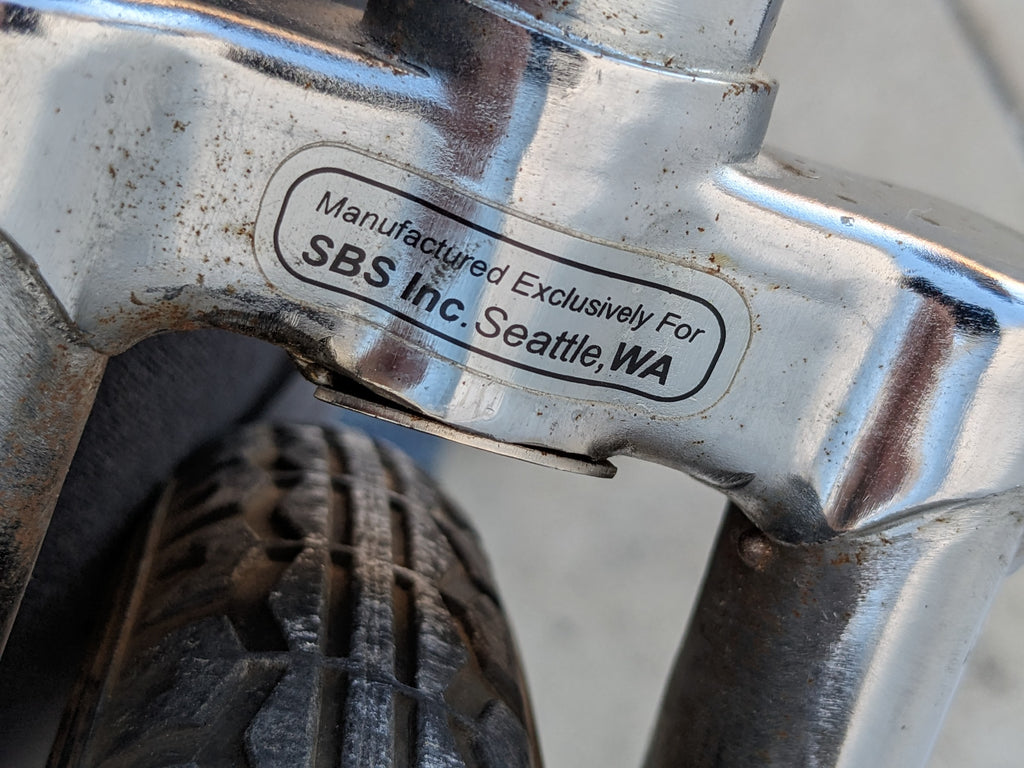 Manufactured Exclusively For
SBS Inc. Seattle, WA